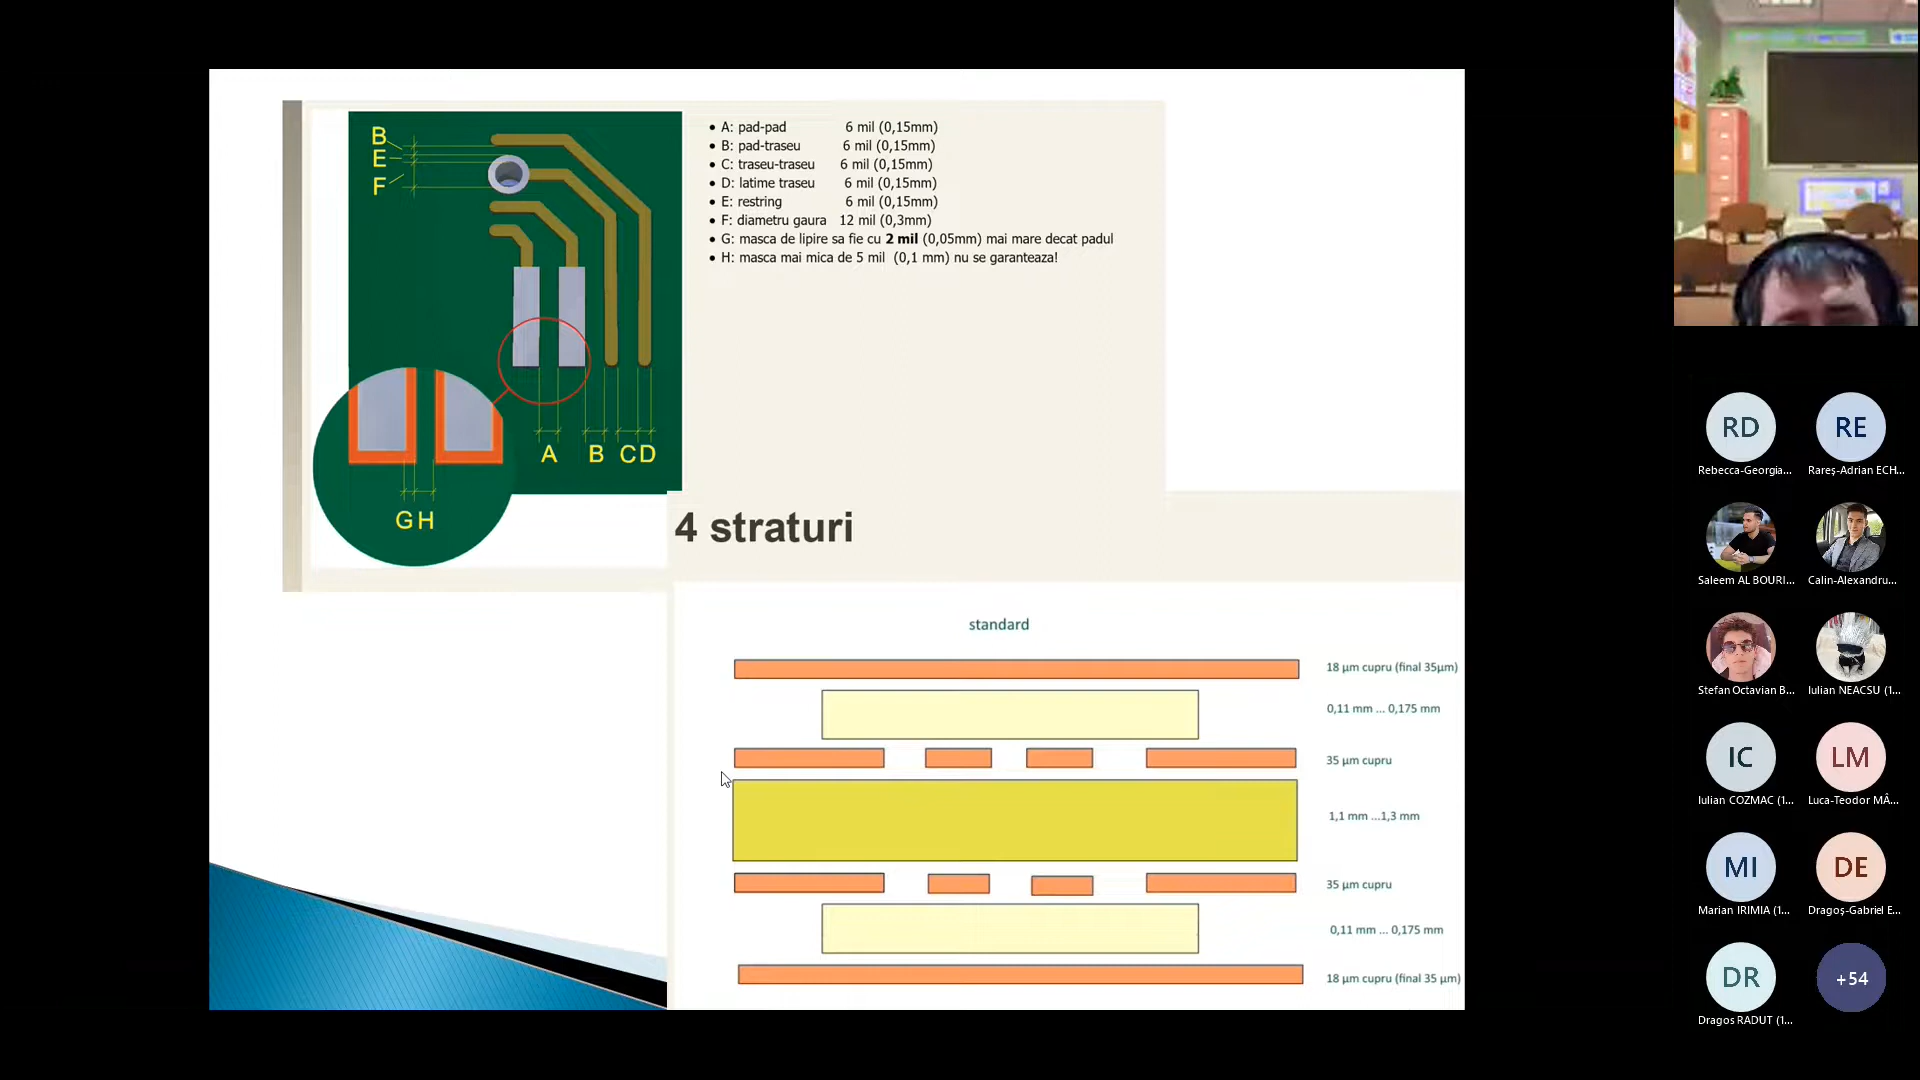 B
E
F
A B C D
G H
• A: pad-pad 6 mil (0,15mm)
• B: pad-traseu 6 mil (0,15mm)
• C: traseu-traseu 6 mil (0,15mm)
• D: latime traseu 6 mil (0,15mm)
• E: restring 6 mil (0,15mm)
• F: diametru gaura 12 mil (0,3mm)
• G: masca de lipire sa fie cu 2 mil (0,05mm) mai mare decat padul
• H: masca mai mica de 5 mil (0,1 mm) nu se garanteaza!
4 straturi
standard
18 µm cupru (final 35µm)
0,11 mm ... 0,175 mm
35 µm cupru
1,1 mm ...1,3 mm
35 µm cupru
0,11 mm ... 0,175 mm
18 µm cupru (final 35 µm)
RD
RE
Rebecca-Georgia...
Rareș-Adrian ECH...
Saleem AL BOURI...
Calin-Alexandru...
Stefan Octavian B...
Iulian NEACSU (1...
IC
LM
Iulian COZMAC (1...
Luca-Teodor MÂ...
MI
DE
Marian IRIMIA (1...
Dragoș-Gabriel E...
DR
+54
Dragos RADUT (1...